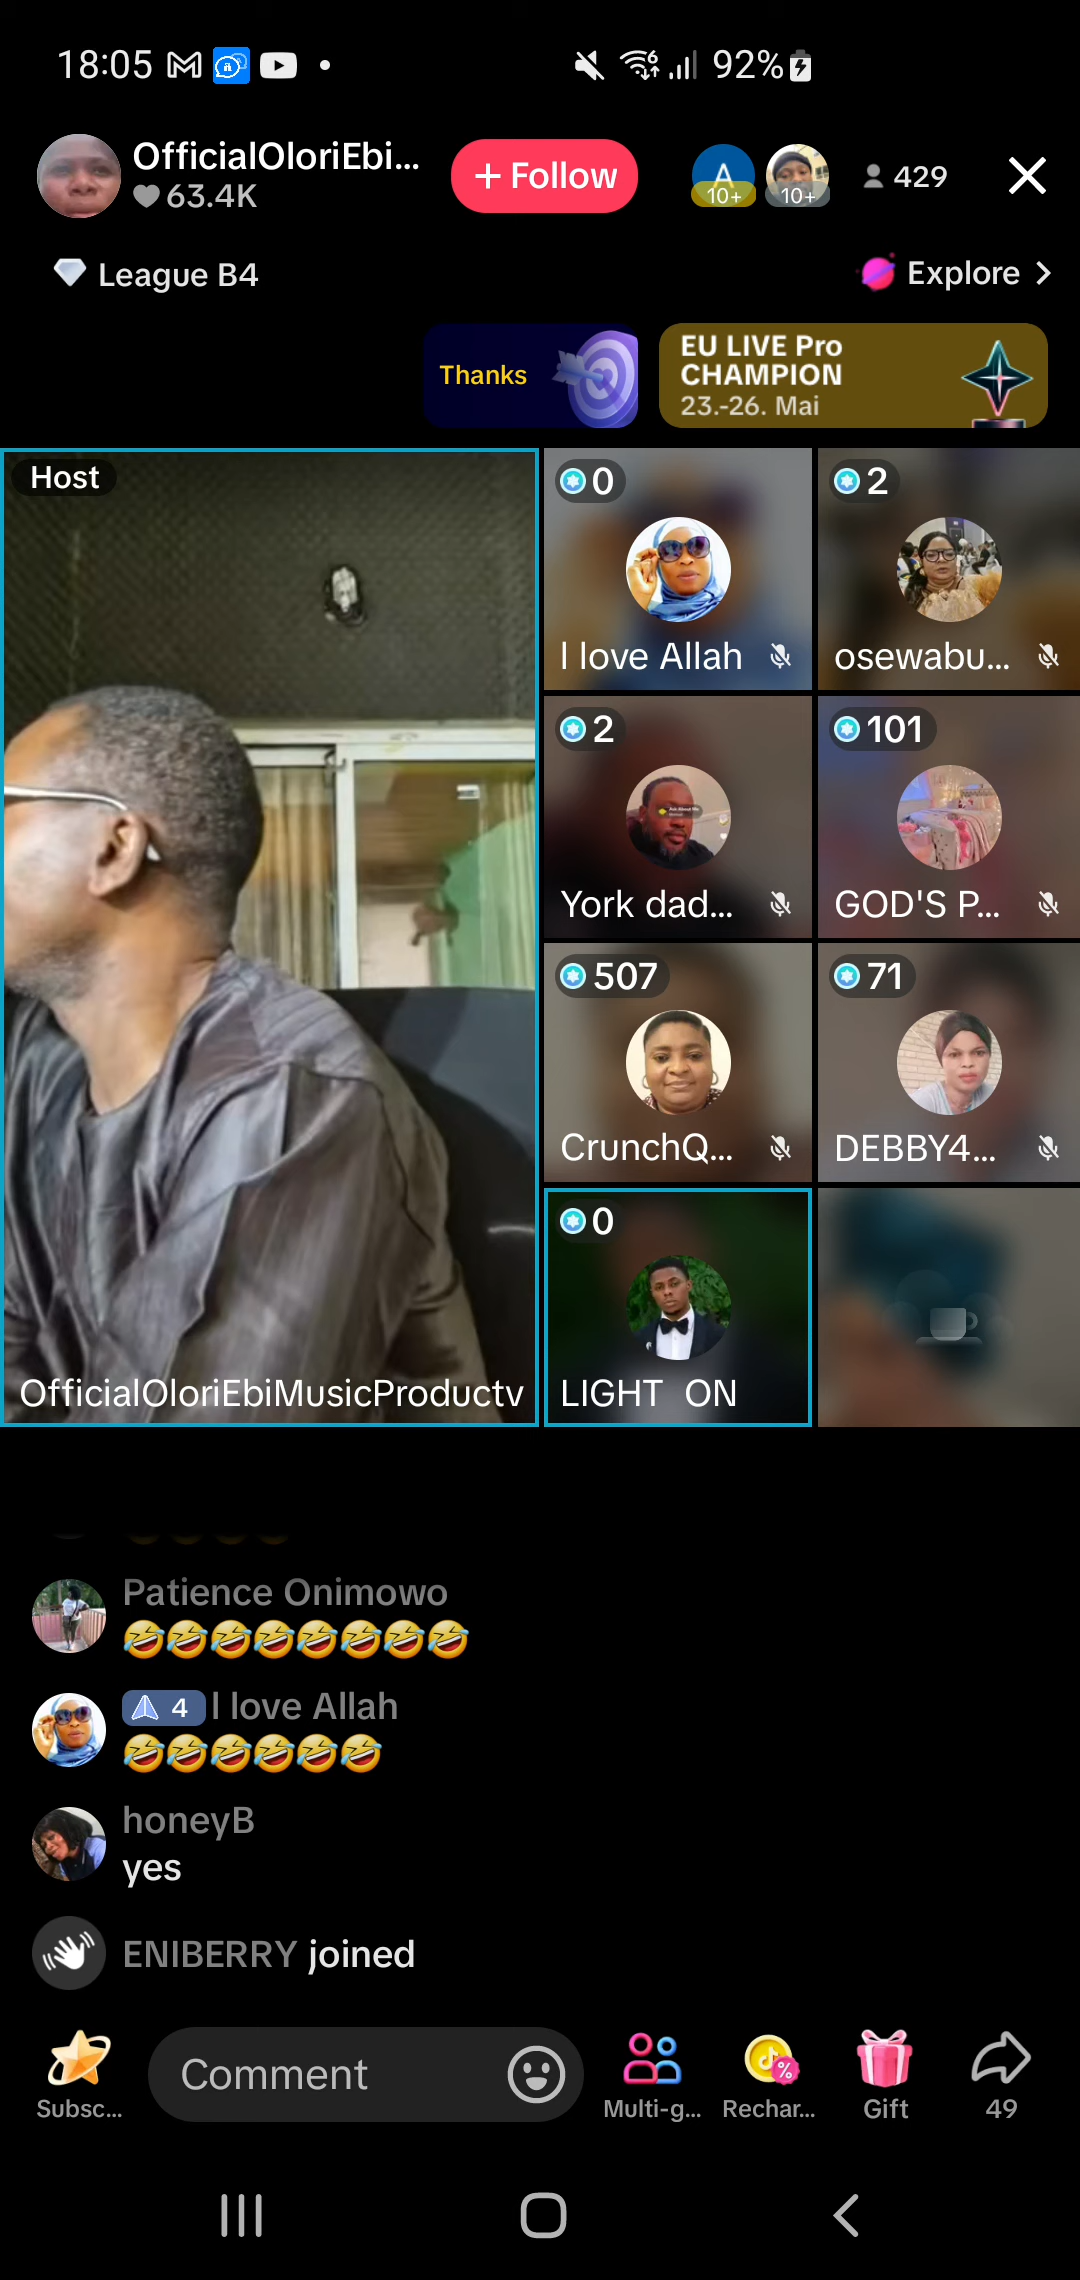 18:05
92%
OfficialOloriEbi...
63.4K
+ Follow
A
10+
10+
429
League B4
Explore
Thanks
EU LIVE Pro
CHAMPION
23.-26. Mai
Host
0
2
I love Allah
osewabu...
2
101
York dad...
GOD'S P...
507
71
CrunchQ...
DEBBY4...
0
OfficialOloriEbiMusicProductv
LIGHT ON
Patience Onimowo
🤣🤣🤣🤣🤣🤣🤣🤣
4 I love Allah
🤣🤣🤣🤣🤣🤣
honeyB
yes
ENIBERRY joined
Comment
Subsc...
Multi-g...
Rechar...
Gift
49